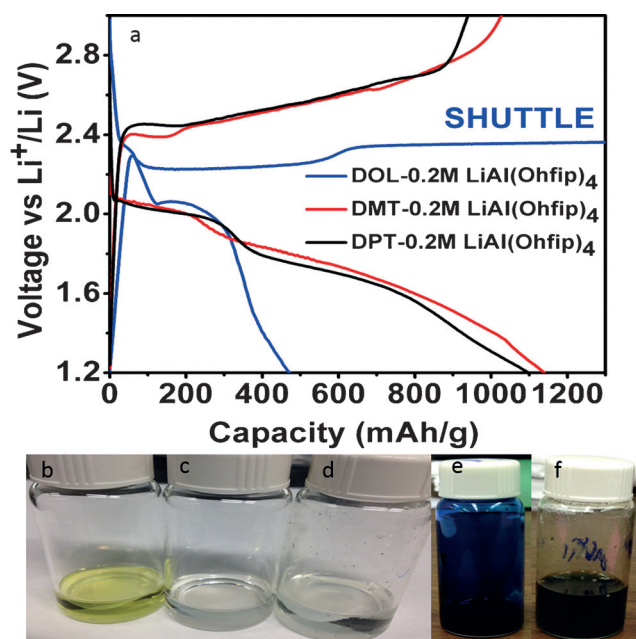 a
2.8
2.4
2.0
1.6
1.2
Voltage vs Li⁺/Li (V)
SHUTTLE
DOL-0.2M LiAl(Ohfip)₄
DMT-0.2M LiAl(Ohfip)₄
DPT-0.2M LiAl(Ohfip)₄
0 200 400 600 800 1000 1200
Capacity (mAh/g)
b c d e f